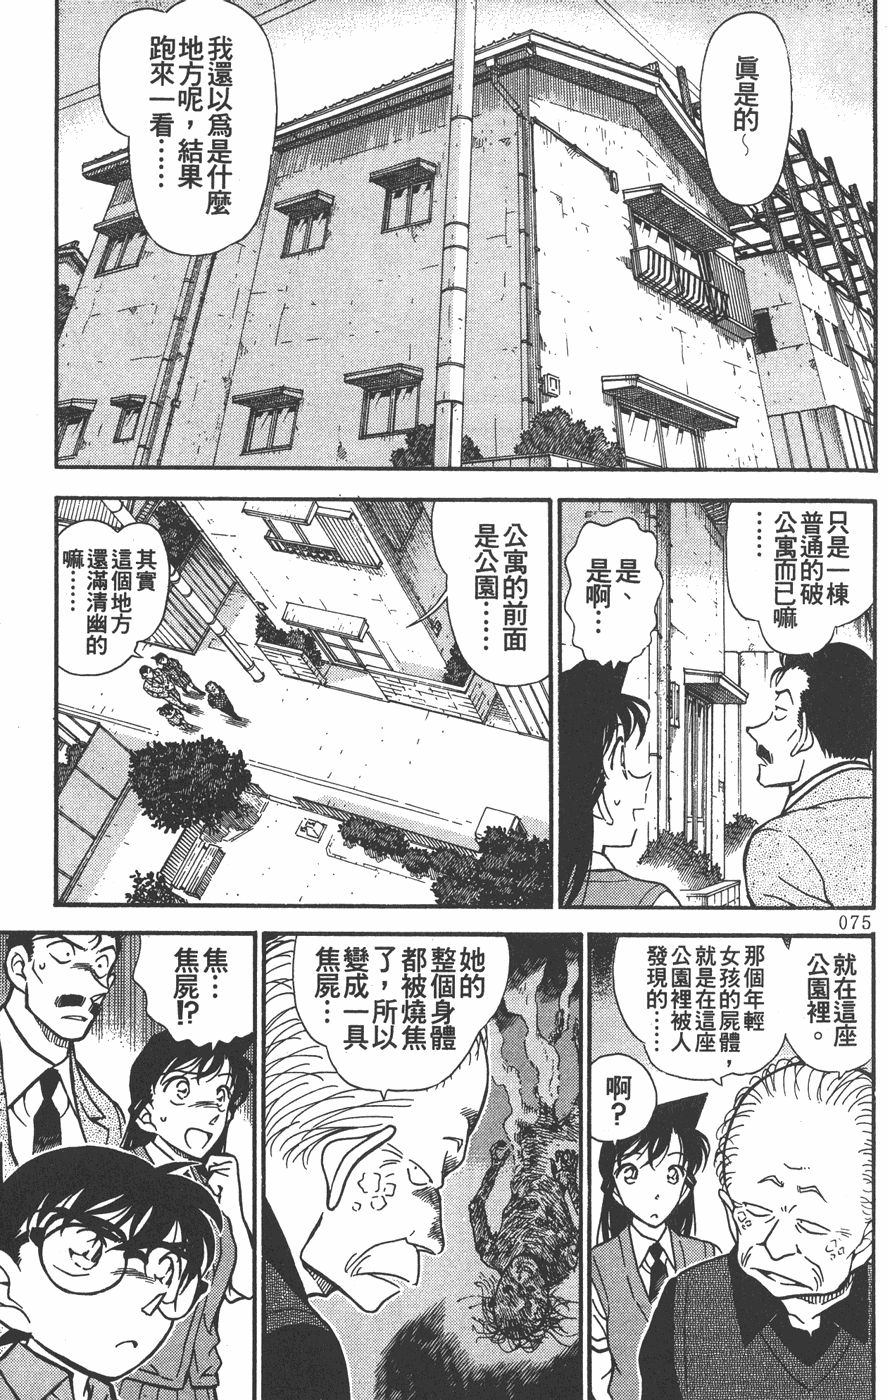 眞是的~
我還以爲是什麼
地方呢，結果
跑來一看……
只是一棟
普通的破
公寓而已嘛
……
是、
是啊…
公寓的前面
是公園……
其實
這個地方
還滿清幽的
嘛……
075
就在這座
公園裡。
那個年輕
女孩的屍體，
就是在這座
公園裡被人
發現的……
啊？
她的
整個身體
都被燒焦
了，所以
變成一具
焦屍…
焦…
焦屍!?